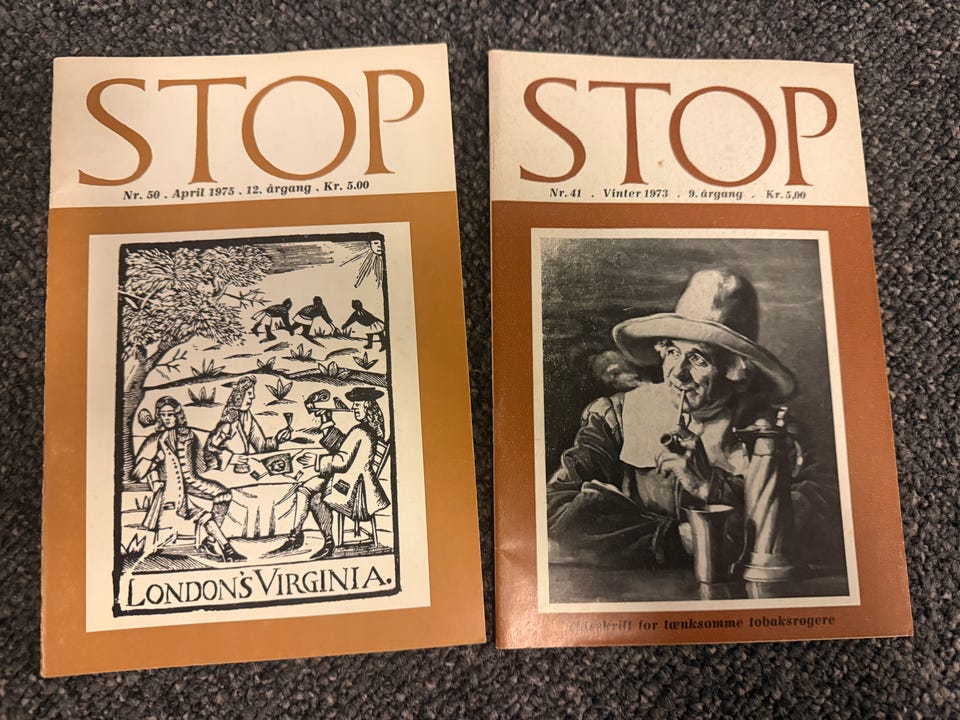 STOP
Nr. 50 . April 1975 . 12. årgang . Kr. 5.00
LONDON'S VIRGINIA.
STOP
Nr. 41 . Vinter 1973 . 9. årgang . Kr. 5,00
Tidsskrift for tænksomme tobaksrøgere